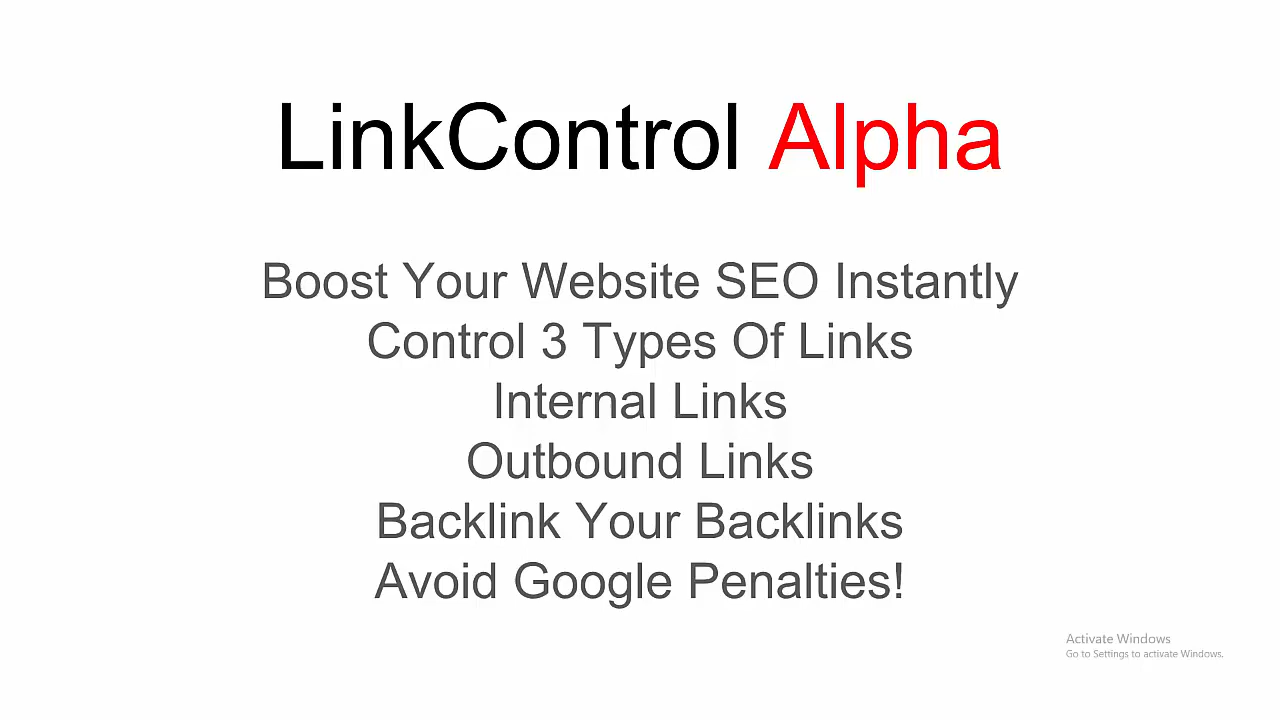 LinkControl Alpha
Boost Your Website SEO Instantly
Control 3 Types Of Links
Internal Links
Outbound Links
Backlink Your Backlinks
Avoid Google Penalties!
Activate Windows
Go to Settings to activate Windows.